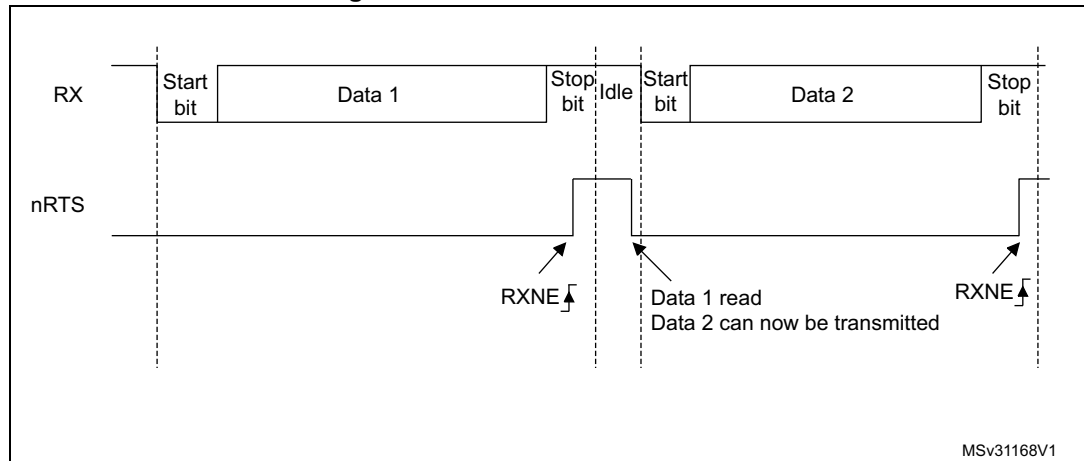 RX
Start
bit
Data 1
Stop
bit
Idle
Start
bit
Data 2
Stop
bit
nRTS
RXNE
Data 1 read
Data 2 can now be transmitted
RXNE
MSv31168V1